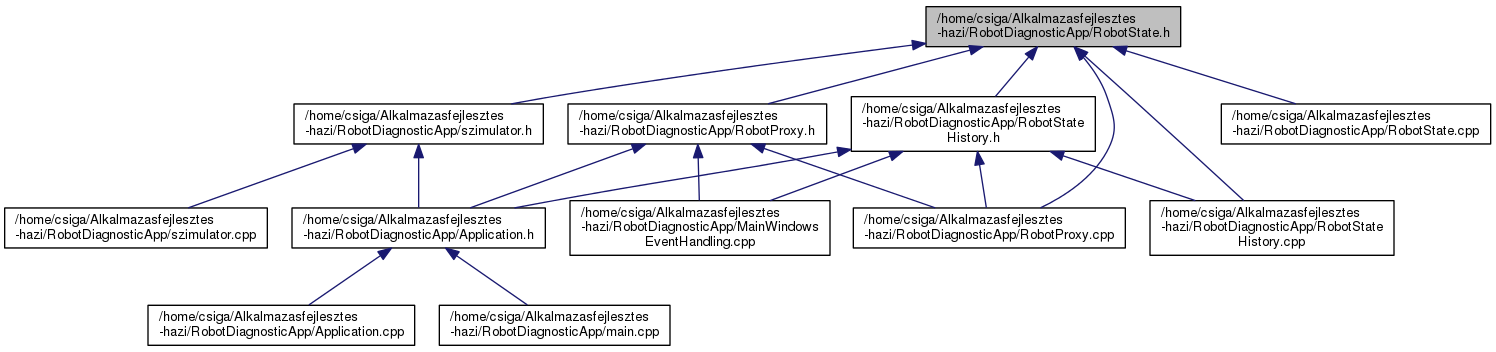 /home/csiga/Alkalmazasfejlesztes
-hazi/RobotDiagnosticApp/RobotState.h
/home/csiga/Alkalmazasfejlesztes
-hazi/RobotDiagnosticApp/szimulator.h
/home/csiga/Alkalmazasfejlesztes
-hazi/RobotDiagnosticApp/RobotProxy.h
/home/csiga/Alkalmazasfejlesztes
-hazi/RobotDiagnosticApp/RobotState
History.h
/home/csiga/Alkalmazasfejlesztes
-hazi/RobotDiagnosticApp/RobotState.cpp
/home/csiga/Alkalmazasfejlesztes
-hazi/RobotDiagnosticApp/szimulator.cpp
/home/csiga/Alkalmazasfejlesztes
-hazi/RobotDiagnosticApp/Application.h
/home/csiga/Alkalmazasfejlesztes
-hazi/RobotDiagnosticApp/MainWindows
EventHandling.cpp
/home/csiga/Alkalmazasfejlesztes
-hazi/RobotDiagnosticApp/RobotProxy.cpp
/home/csiga/Alkalmazasfejlesztes
-hazi/RobotDiagnosticApp/RobotState
History.cpp
/home/csiga/Alkalmazasfejlesztes
-hazi/RobotDiagnosticApp/Application.cpp
/home/csiga/Alkalmazasfejlesztes
-hazi/RobotDiagnosticApp/main.cpp